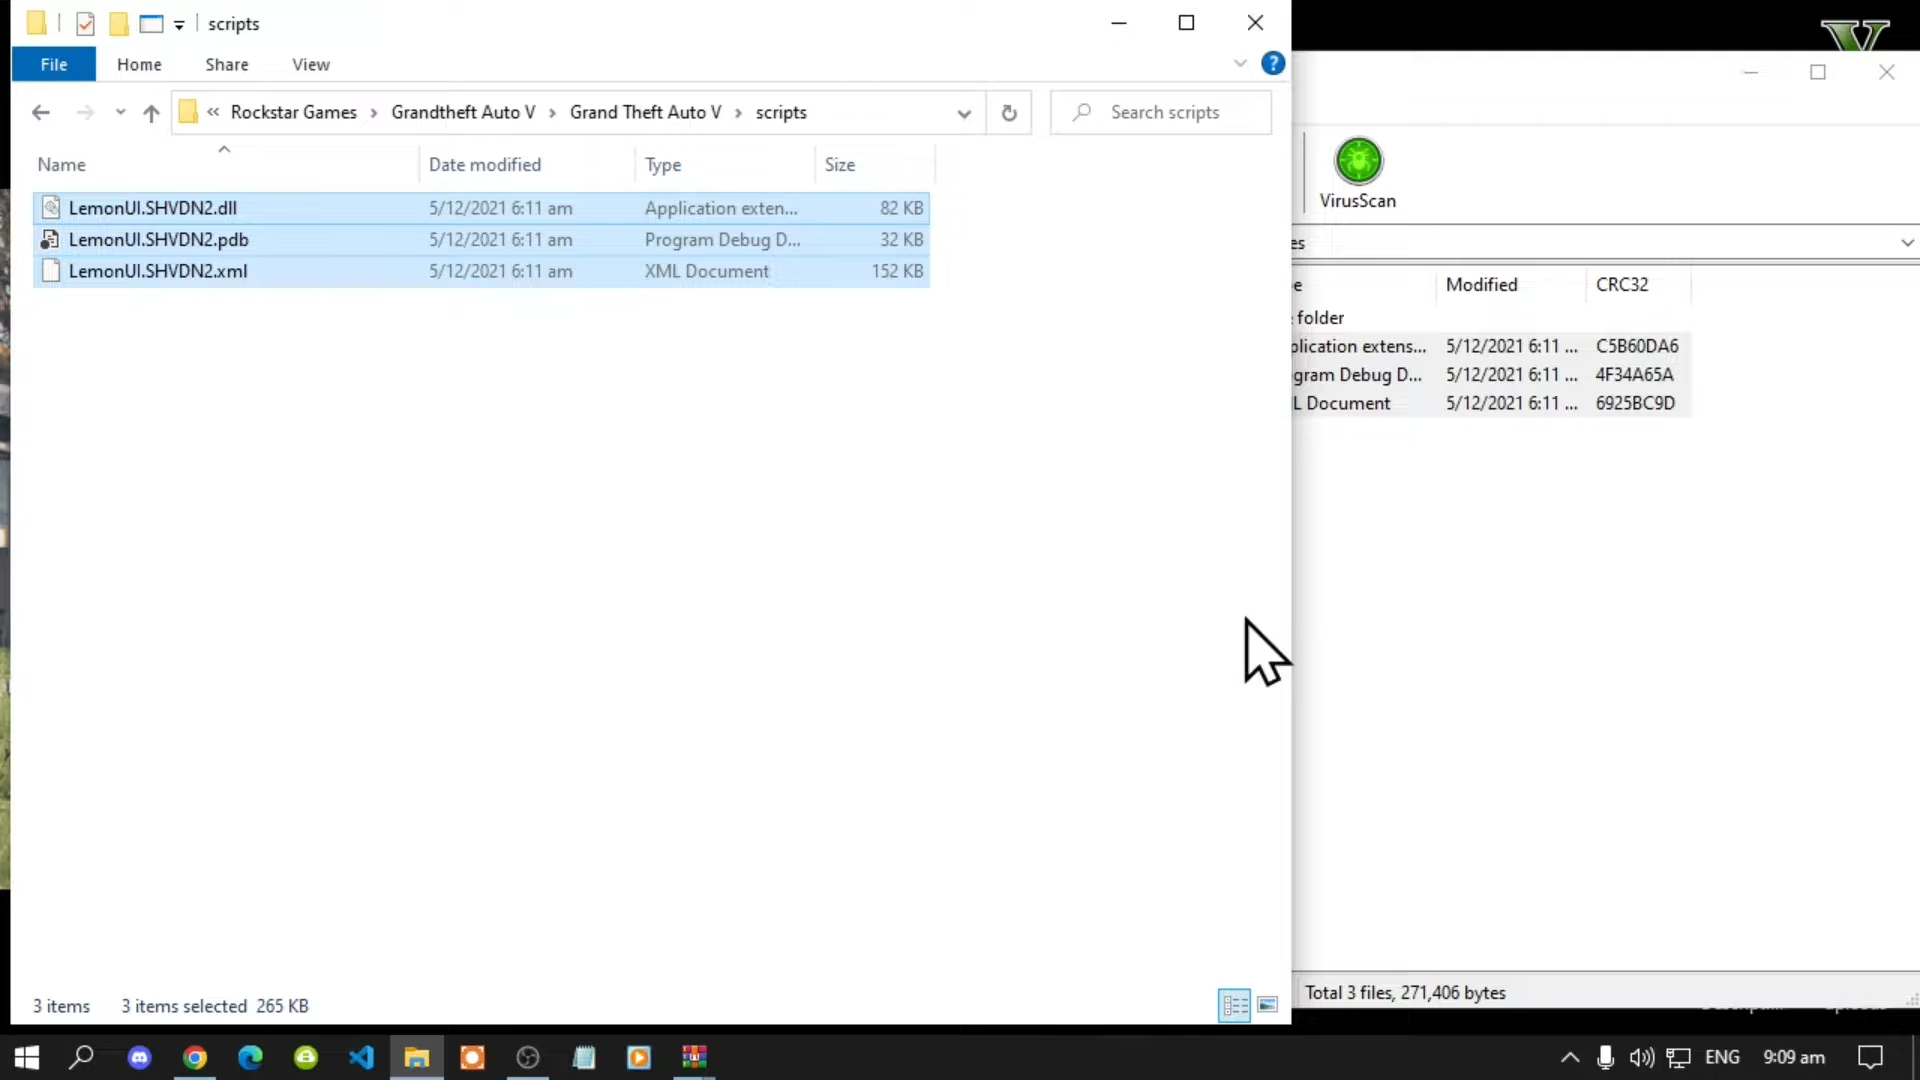 scripts
File Home Share View
?
« Rockstar Games › Grandtheft Auto V › Grand Theft Auto V › scripts
Search scripts
Name Date modified Type Size
LemonUI.SHVDN2.dll 5/12/2021 6:11 am Application exten... 82 KB
LemonUI.SHVDN2.pdb 5/12/2021 6:11 am Program Debug D... 32 KB
LemonUI.SHVDN2.xml 5/12/2021 6:11 am XML Document 152 KB
3 items 3 items selected 265 KB
V
VirusScan
es
e Modified CRC32
folder
plication extens... 5/12/2021 6:11 ... C5B60DA6
gram Debug D... 5/12/2021 6:11 ... 4F34A65A
L Document 5/12/2021 6:11 ... 6925BC9D
Total 3 files, 271,406 bytes
ENG 9:09 am